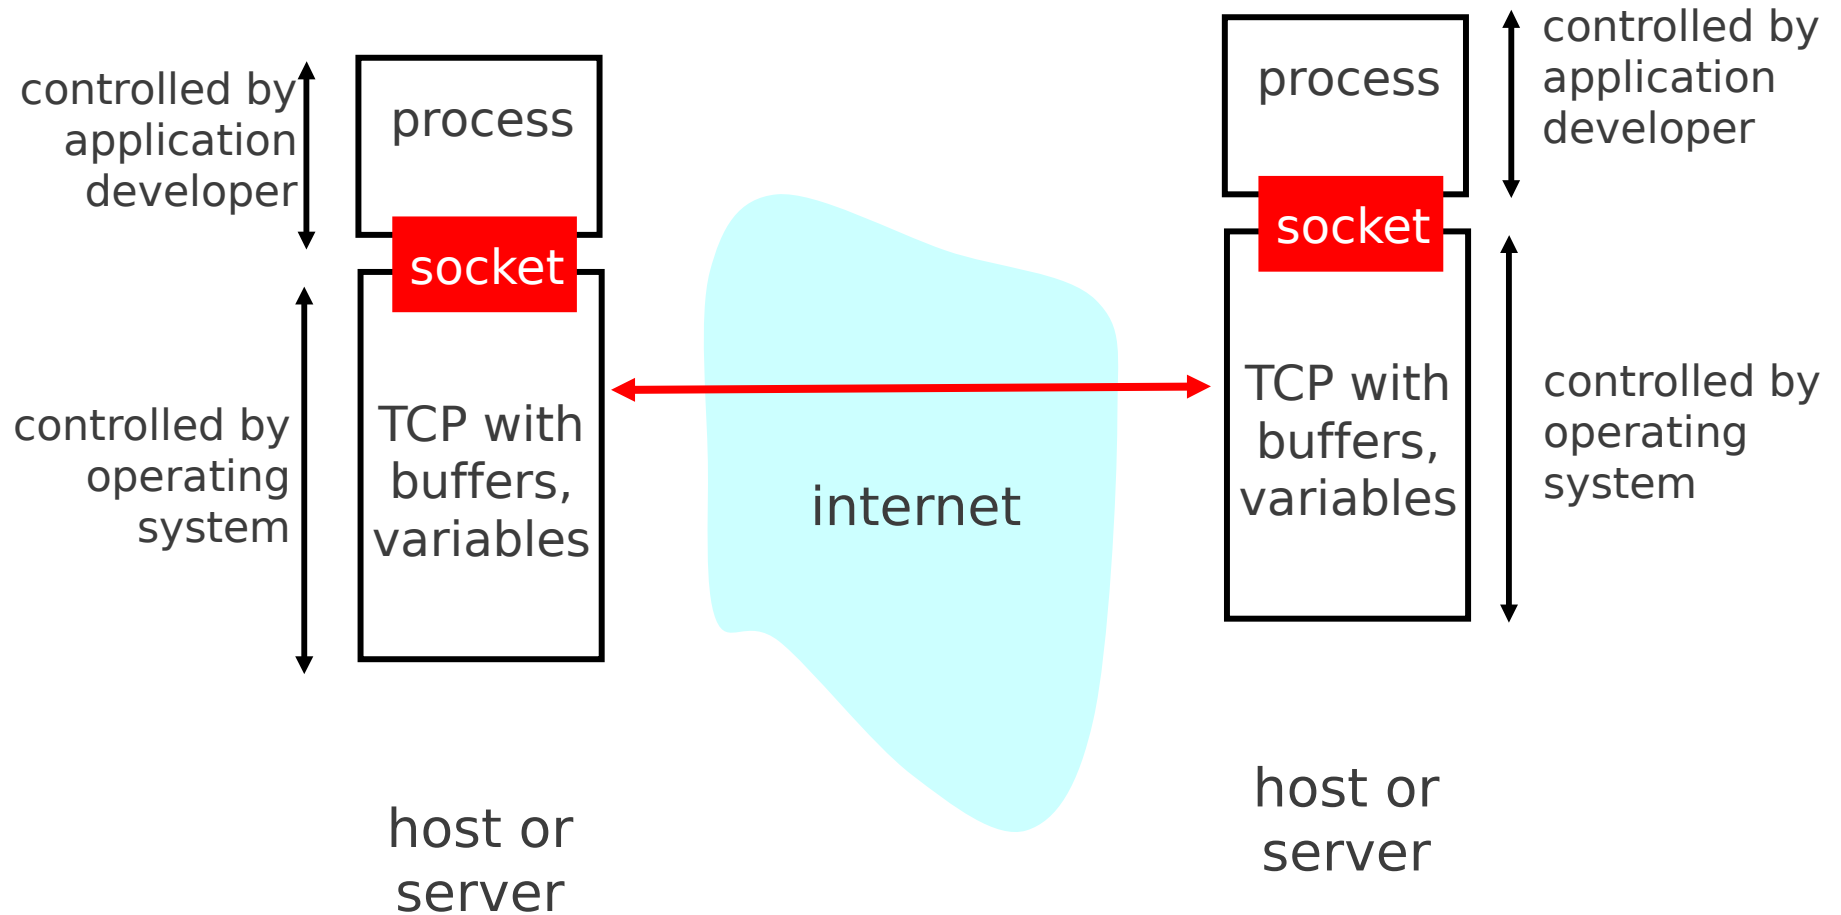 controlled by
application
developer
process
socket
controlled by
operating
system
TCP with
buffers,
variables
host or
server
internet
process
socket
controlled by
application
developer
TCP with
buffers,
variables
controlled by
operating
system
host or
server